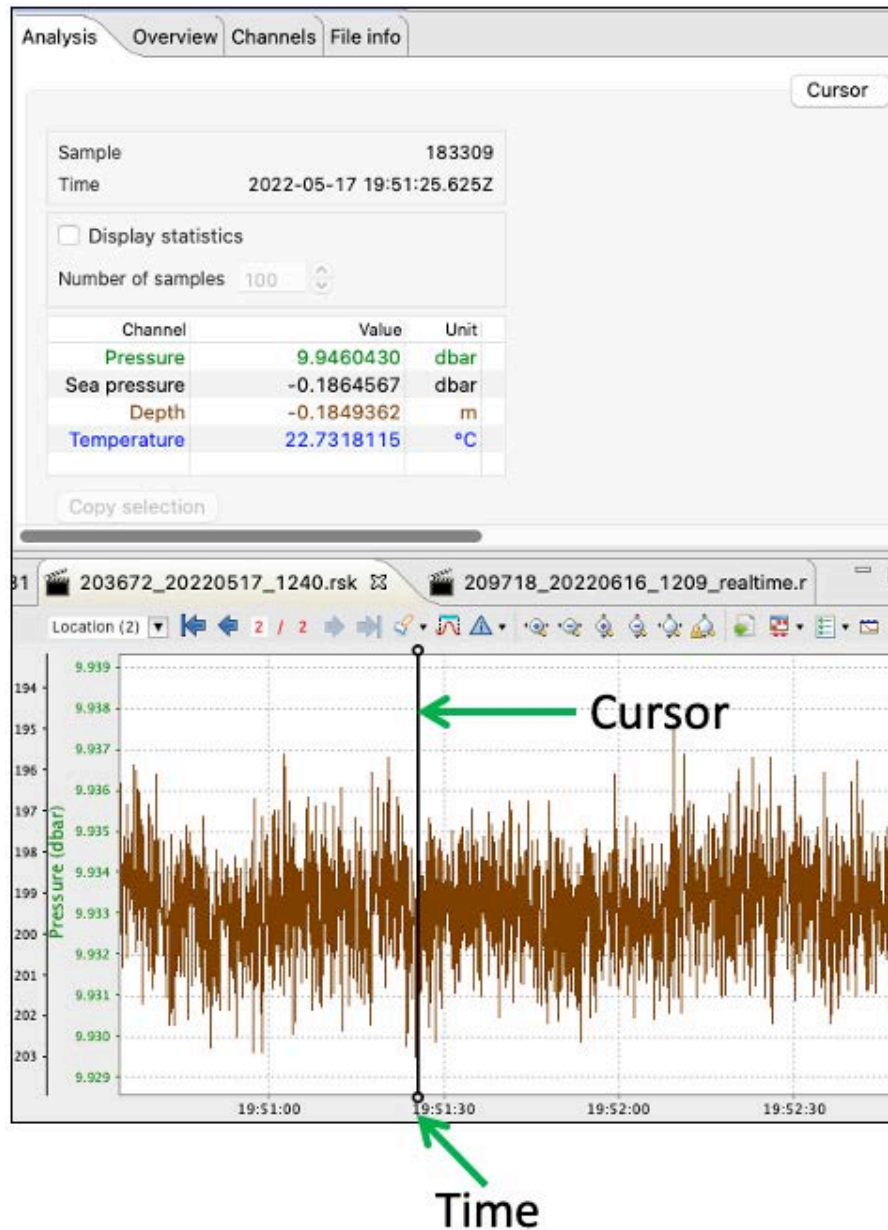 Analysis Overview Channels File info
Cursor
Sample 183309
Time 2022-05-17 19:51:25.625Z
Display statistics
Number of samples 100
Channel Value Unit
Pressure 9.9460430 dbar
Sea pressure -0.1864567 dbar
Depth -0.1849362 m
Temperature 22.7318115 °C
Copy selection
31 203672_20220517_1240.rsk 209718_20220616_1209_realtime.r
Location (2) 2 / 2
9.939
194
9.938
Cursor
195
9.937
196
9.936
197
9.935
198
9.934
199
9.933
200
9.932
201
9.931
202
9.930
203
9.929
Pressure (dbar)
19:51:00 19:51:30 19:52:00 19:52:30
Time